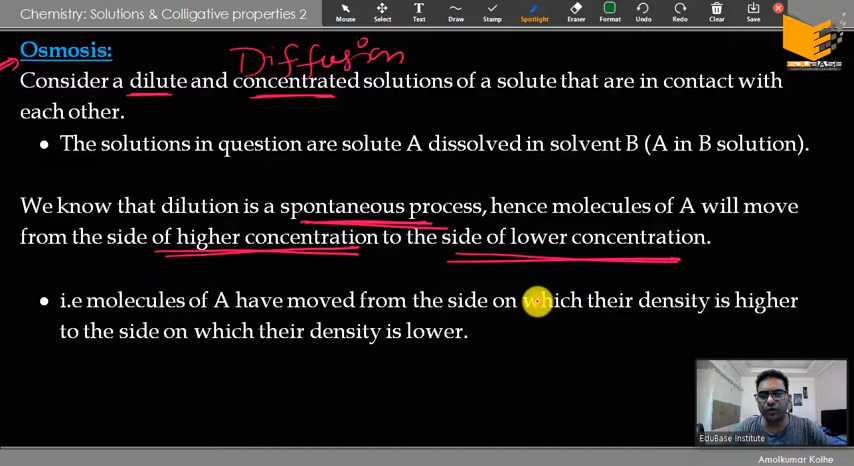 Chemistry: Solutions & Colligative properties 2
Mouse Select Text Draw Stamp Spotlight Eraser Format Undo Redo Clear Save
EDUBASE
Osmosis:
Diffusion
Consider a dilute and concentrated solutions of a solute that are in contact with
each other.
• The solutions in question are solute A dissolved in solvent B (A in B solution).
We know that dilution is a spontaneous process, hence molecules of A will move
from the side of higher concentration to the side of lower concentration.
• i.e molecules of A have moved from the side on which their density is higher
to the side on which their density is lower.
EduBase Institute
Amolkumar Kolhe